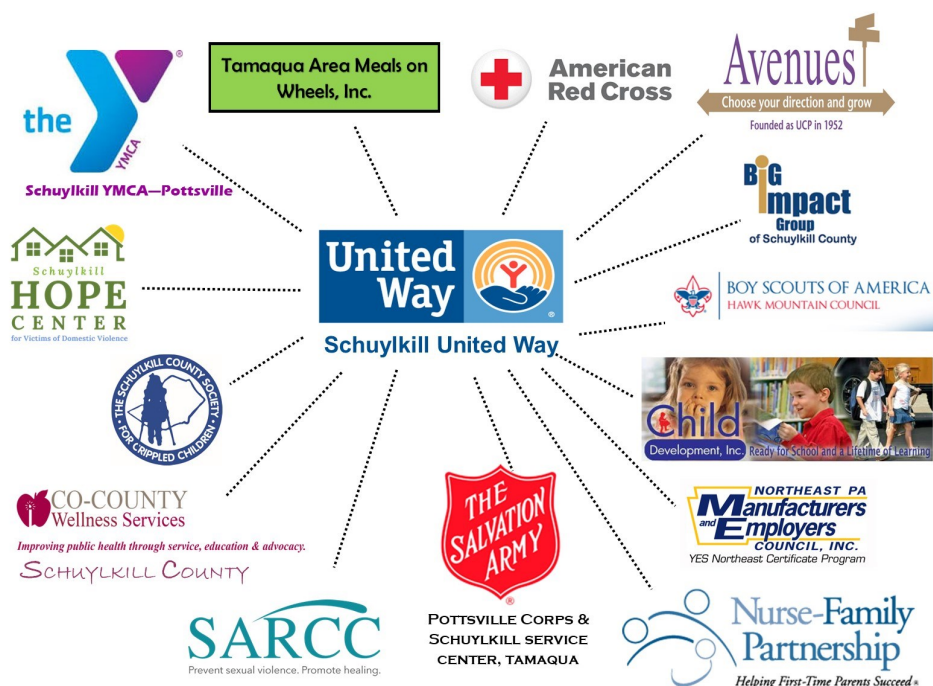 the
YMCA
®
Schuylkill YMCA—Pottsville
Tamaqua Area Meals on
Wheels, Inc.
American
Red Cross
Avenues
Choose your direction and grow
Founded as UCP in 1952
BiG
impact
Group
of Schuylkill County
Schuylkill
HOPE
CENTER
for Victims of Domestic Violence
United
Way
®
Schuylkill United Way
BOY SCOUTS OF AMERICA
HAWK MOUNTAIN COUNCIL
THE SCHUYLKILL COUNTY SOCIETY
• FOR CRIPPLED CHILDREN •
Child
Development, Inc. Ready for School and a Lifetime of Learning
CO-COUNTY
Wellness Services
Improving public health through service, education & advocacy.
SCHUYLKILL COUNTY
THE
SALVATION
ARMY
®
POTTSVILLE CORPS &
SCHUYLKILL SERVICE
CENTER, TAMAQUA
NORTHEAST PA
Manufacturers
and Employers
COUNCIL, INC.
YES Northeast Certificate Program
SARCC
Prevent sexual violence. Promote healing.
Nurse-Family
Partnership
Helping First-Time Parents Succeed®